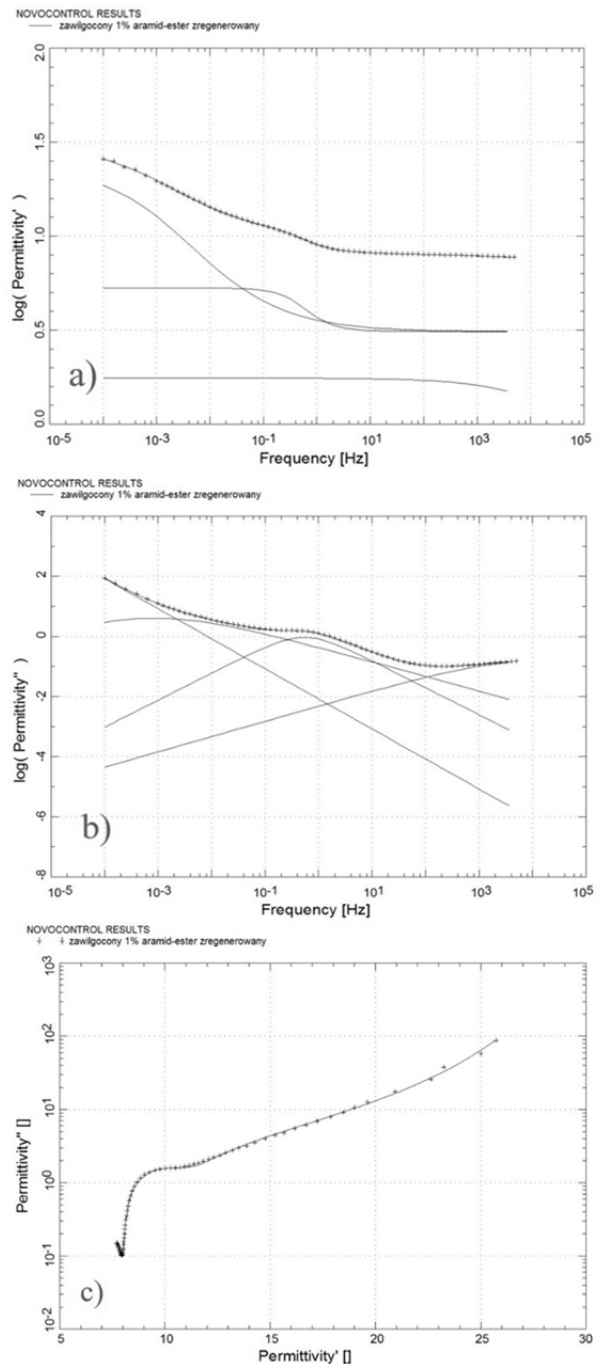 NOVOCONTROL RESULTS
zawilgocony 1% aramid-ester zregenerowany
log( Permittivity' )
2.0
1.5
1.0
0.5
0.0
a)
10-5 10-3 10-1 101 103 105
Frequency [Hz]
NOVOCONTROL RESULTS
zawilgocony 1% aramid-ester zregenerowany
log( Permittivity'' )
4
2
0
-2
-4
-6
-8
b)
10-5 10-3 10-1 101 103 105
Frequency [Hz]
NOVOCONTROL RESULTS
zawilgocony 1% aramid-ester zregenerowany
Permittivity'' []
103
102
101
100
10-1
10-2
c)
5 10 15 20 25 30
Permittivity' []